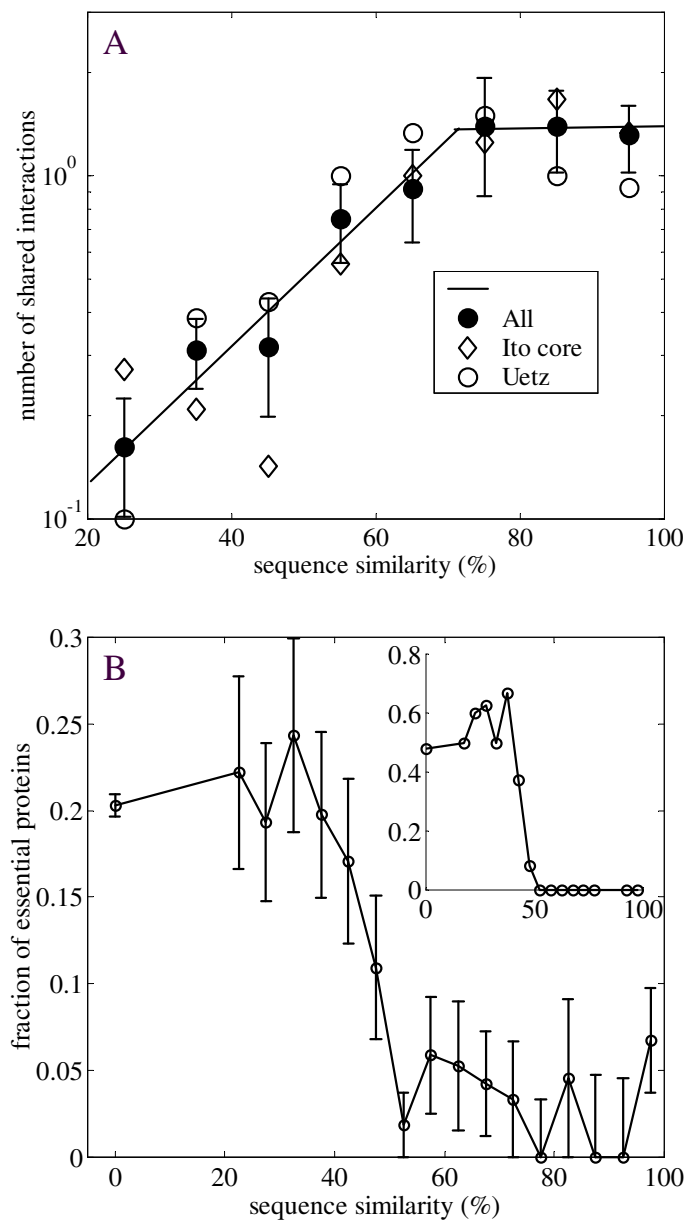 A
number of shared interactions
10^0
10^-1
All
Ito core
Uetz
20 40 60 80 100
sequence similarity (%)
B
fraction of essential proteins
0.3
0.25
0.2
0.15
0.1
0.05
0
0.8
0.6
0.4
0.2
0
0 50 100
0 20 40 60 80 100
sequence similarity (%)